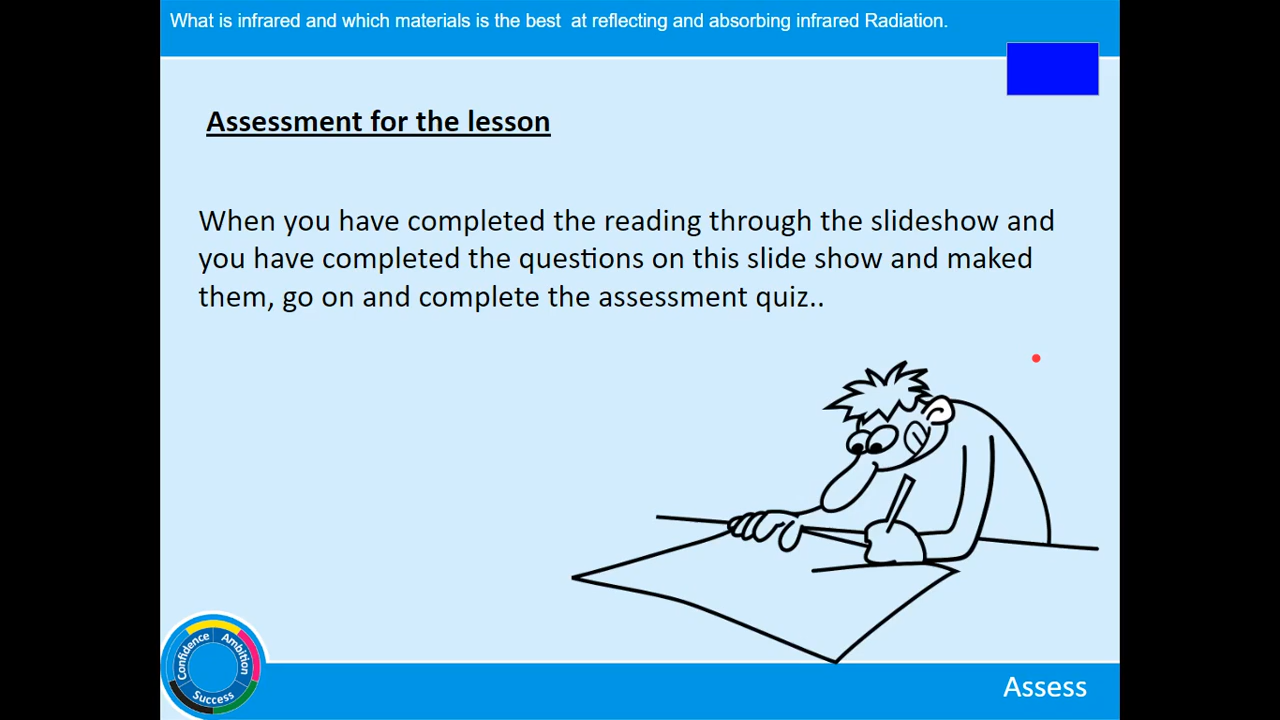 What is infrared and which materials is the best  at reflecting and absorbing infrared Radiation.
Assessment for the lesson
When you have completed the reading through the slideshow and
you have completed the questions on this slide show and maked
them, go on and complete the assessment quiz..
Confidence
Ambition
Success
Assess